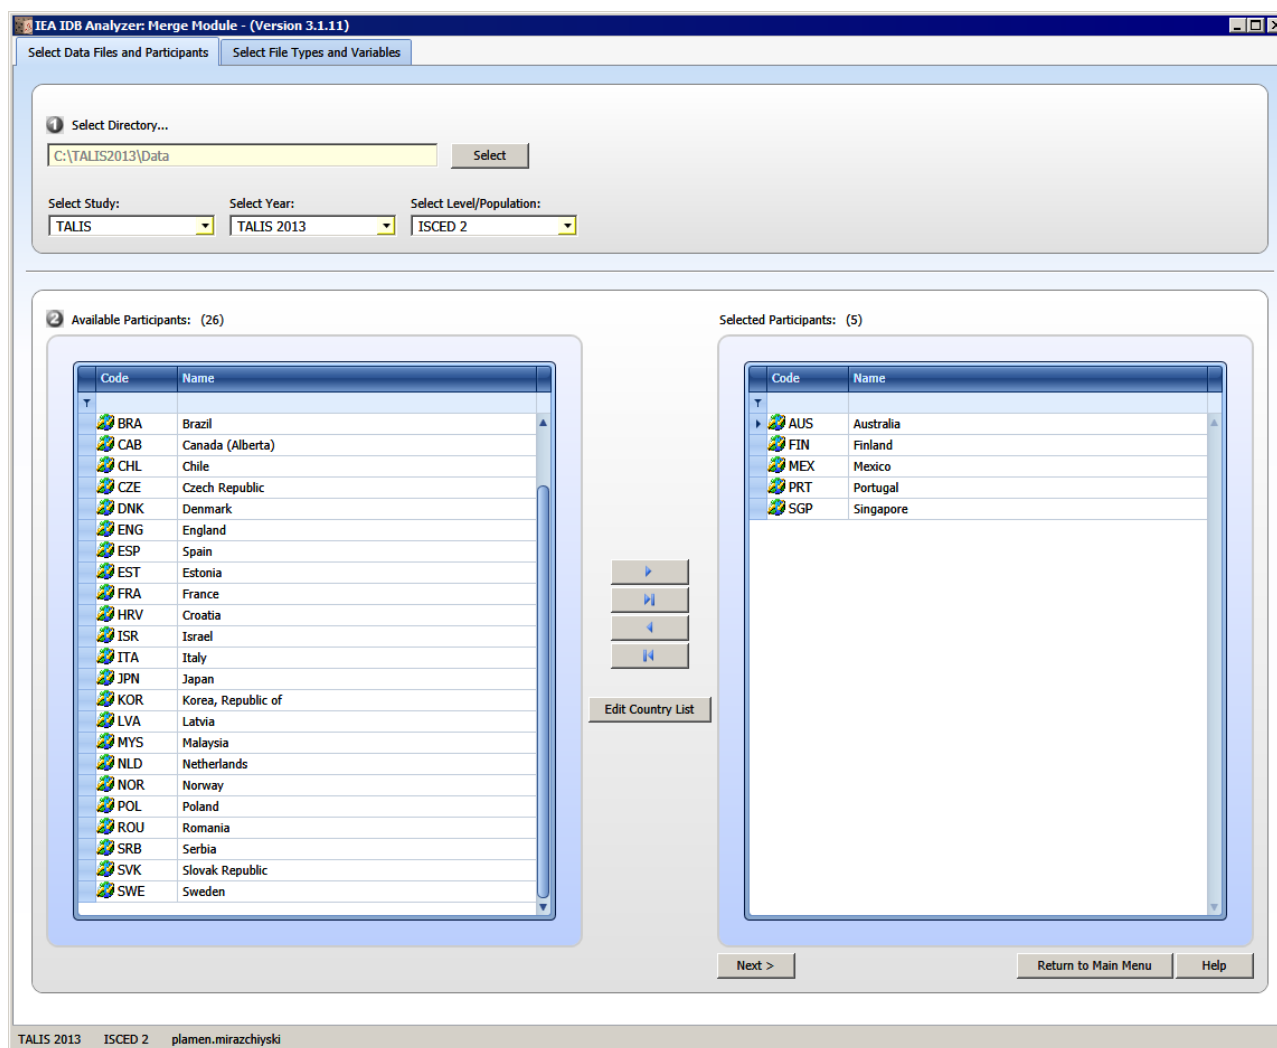 IEA IDB Analyzer: Merge Module - (Version 3.1.11)
Select Data Files and Participants Select File Types and Variables
1 Select Directory...
C:\TALIS2013\Data Select
Select Study: Select Year: Select Level/Population:
TALIS TALIS 2013 ISCED 2
2 Available Participants: (26) Selected Participants: (5)
Code Name
BRA Brazil
CAB Canada (Alberta)
CHL Chile
CZE Czech Republic
DNK Denmark
ENG England
ESP Spain
EST Estonia
FRA France
HRV Croatia
ISR Israel
ITA Italy
JPN Japan
KOR Korea, Republic of
LVA Latvia
MYS Malaysia
NLD Netherlands
NOR Norway
POL Poland
ROU Romania
SRB Serbia
SVK Slovak Republic
SWE Sweden
Edit Country List
Code Name
AUS Australia
FIN Finland
MEX Mexico
PRT Portugal
SGP Singapore
Next > Return to Main Menu Help
TALIS 2013 ISCED 2 plamen.mirazchiyski